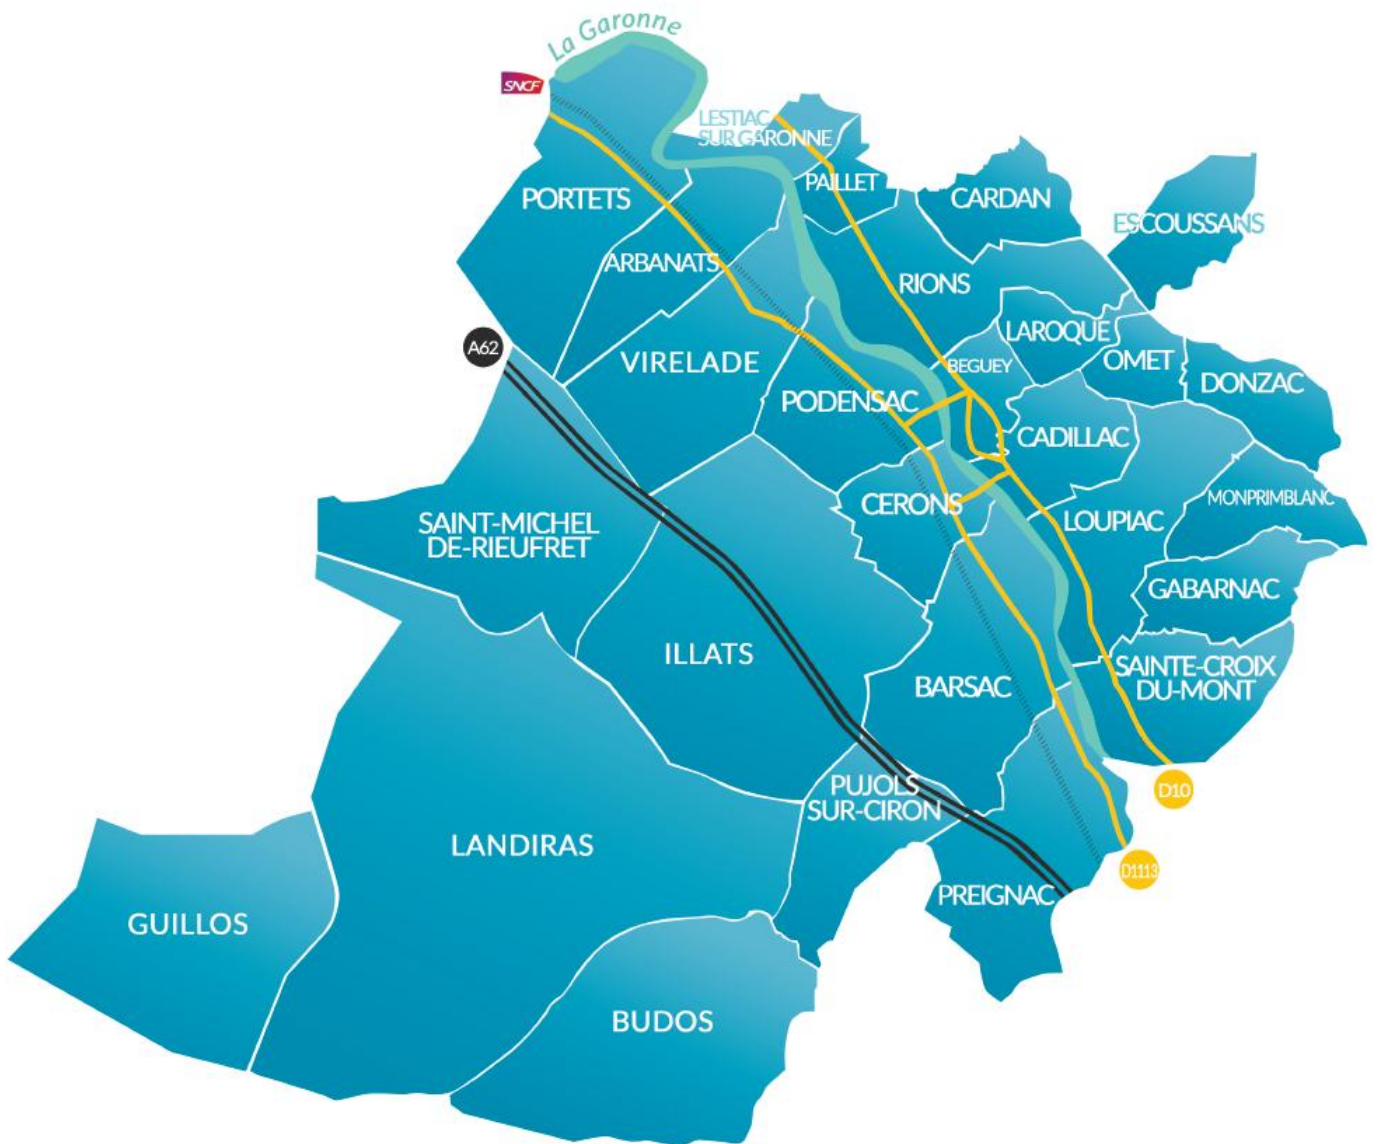 La Garonne
SNCF
LESTIAC
SUR GARONNE
PAILLET
CARDAN
PORTETS
ESCOUSSANS
ARBANATS
RIONS
LAROQUE
A62
VIRELADE
BEGUEY
OMET
DONZAC
PODENSAC
CADILLAC
CERONS
MONPRIMBLANC
SAINT-MICHEL
DE-RIEUFRET
LOUPIAC
GABARNAC
ILLATS
BARSAC
SAINTE-CROIX
DU-MONT
PUJOLS
SUR-CIRON
D10
LANDIRAS
D1113
PREIGNAC
GUILLOS
BUDOS